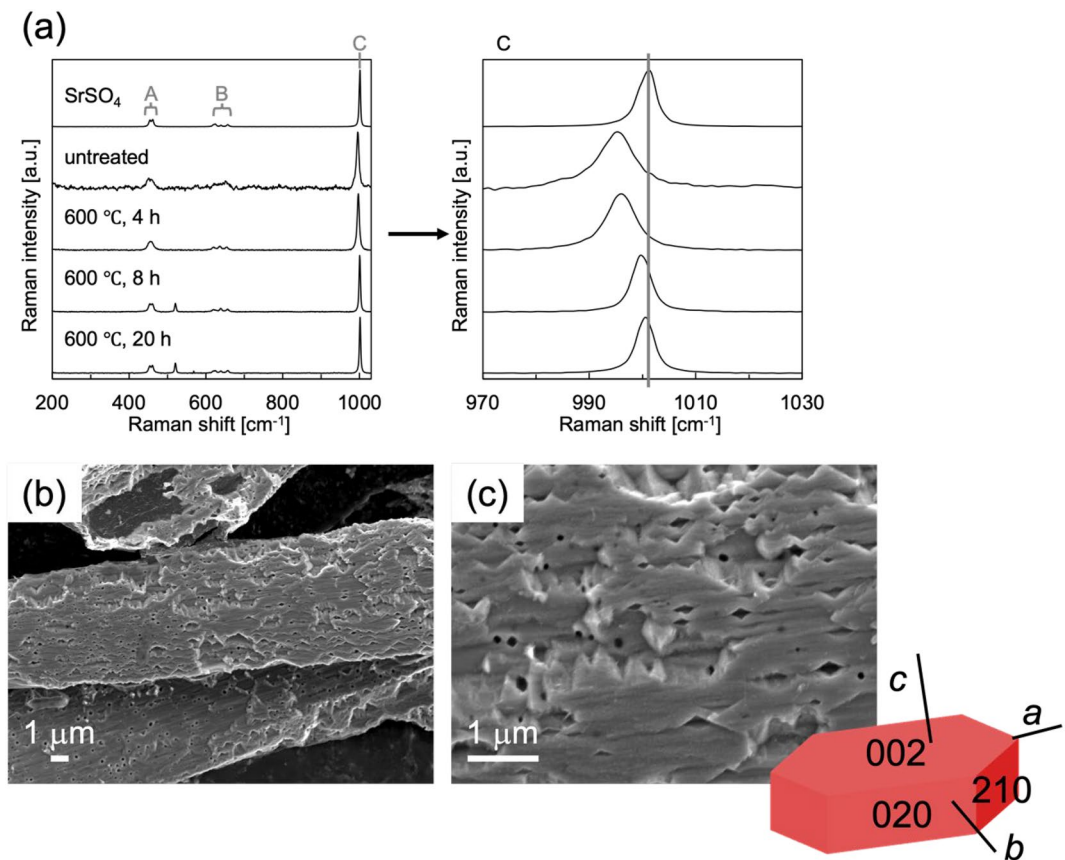 (a)
C
A
B
SrSO₄
untreated
600 ℃, 4 h
600 ℃, 8 h
600 ℃, 20 h
Raman intensity [a.u.]
200 400 600 800 1000
Raman shift [cm⁻¹]
C
Raman intensity [a.u.]
970 990 1010 1030
Raman shift [cm⁻¹]
(b)
1 μm
(c)
1 μm
c
a
002
210
020
b